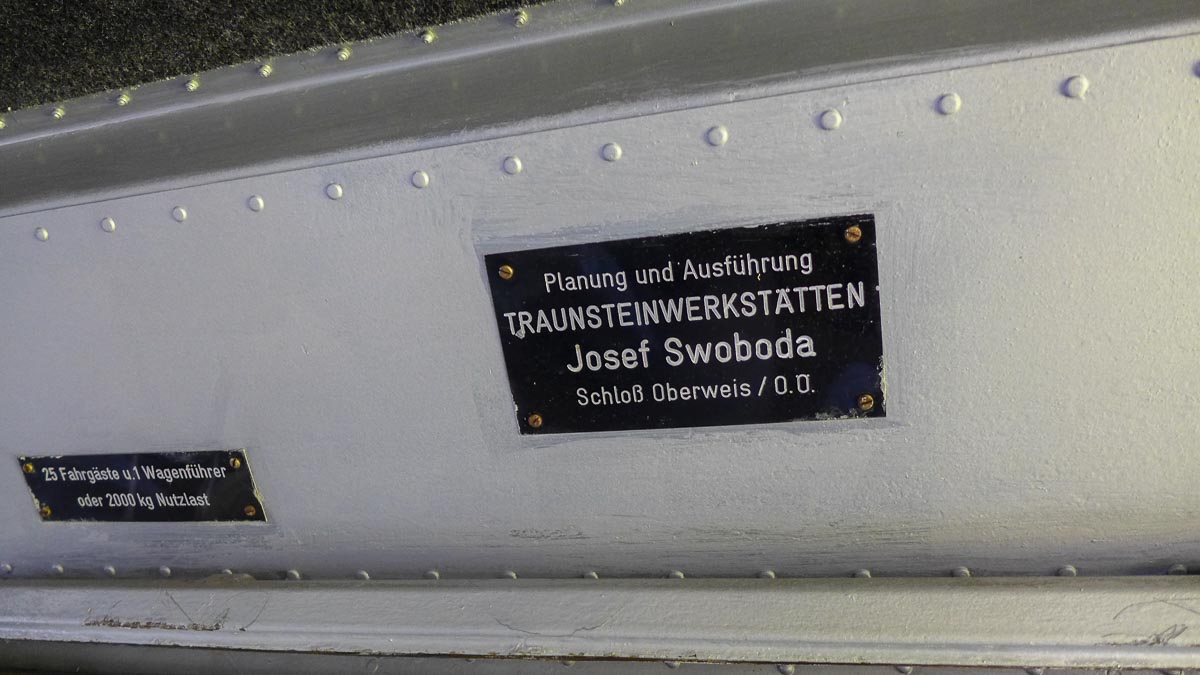 Planung und Ausführung
TRAUNSTEINWERKSTÄTTEN
Josef Swoboda
Schloß Oberweis / O.Ö.
25 Fahrgäste u.1 Wagenführer
oder 2000 kg Nutzlast